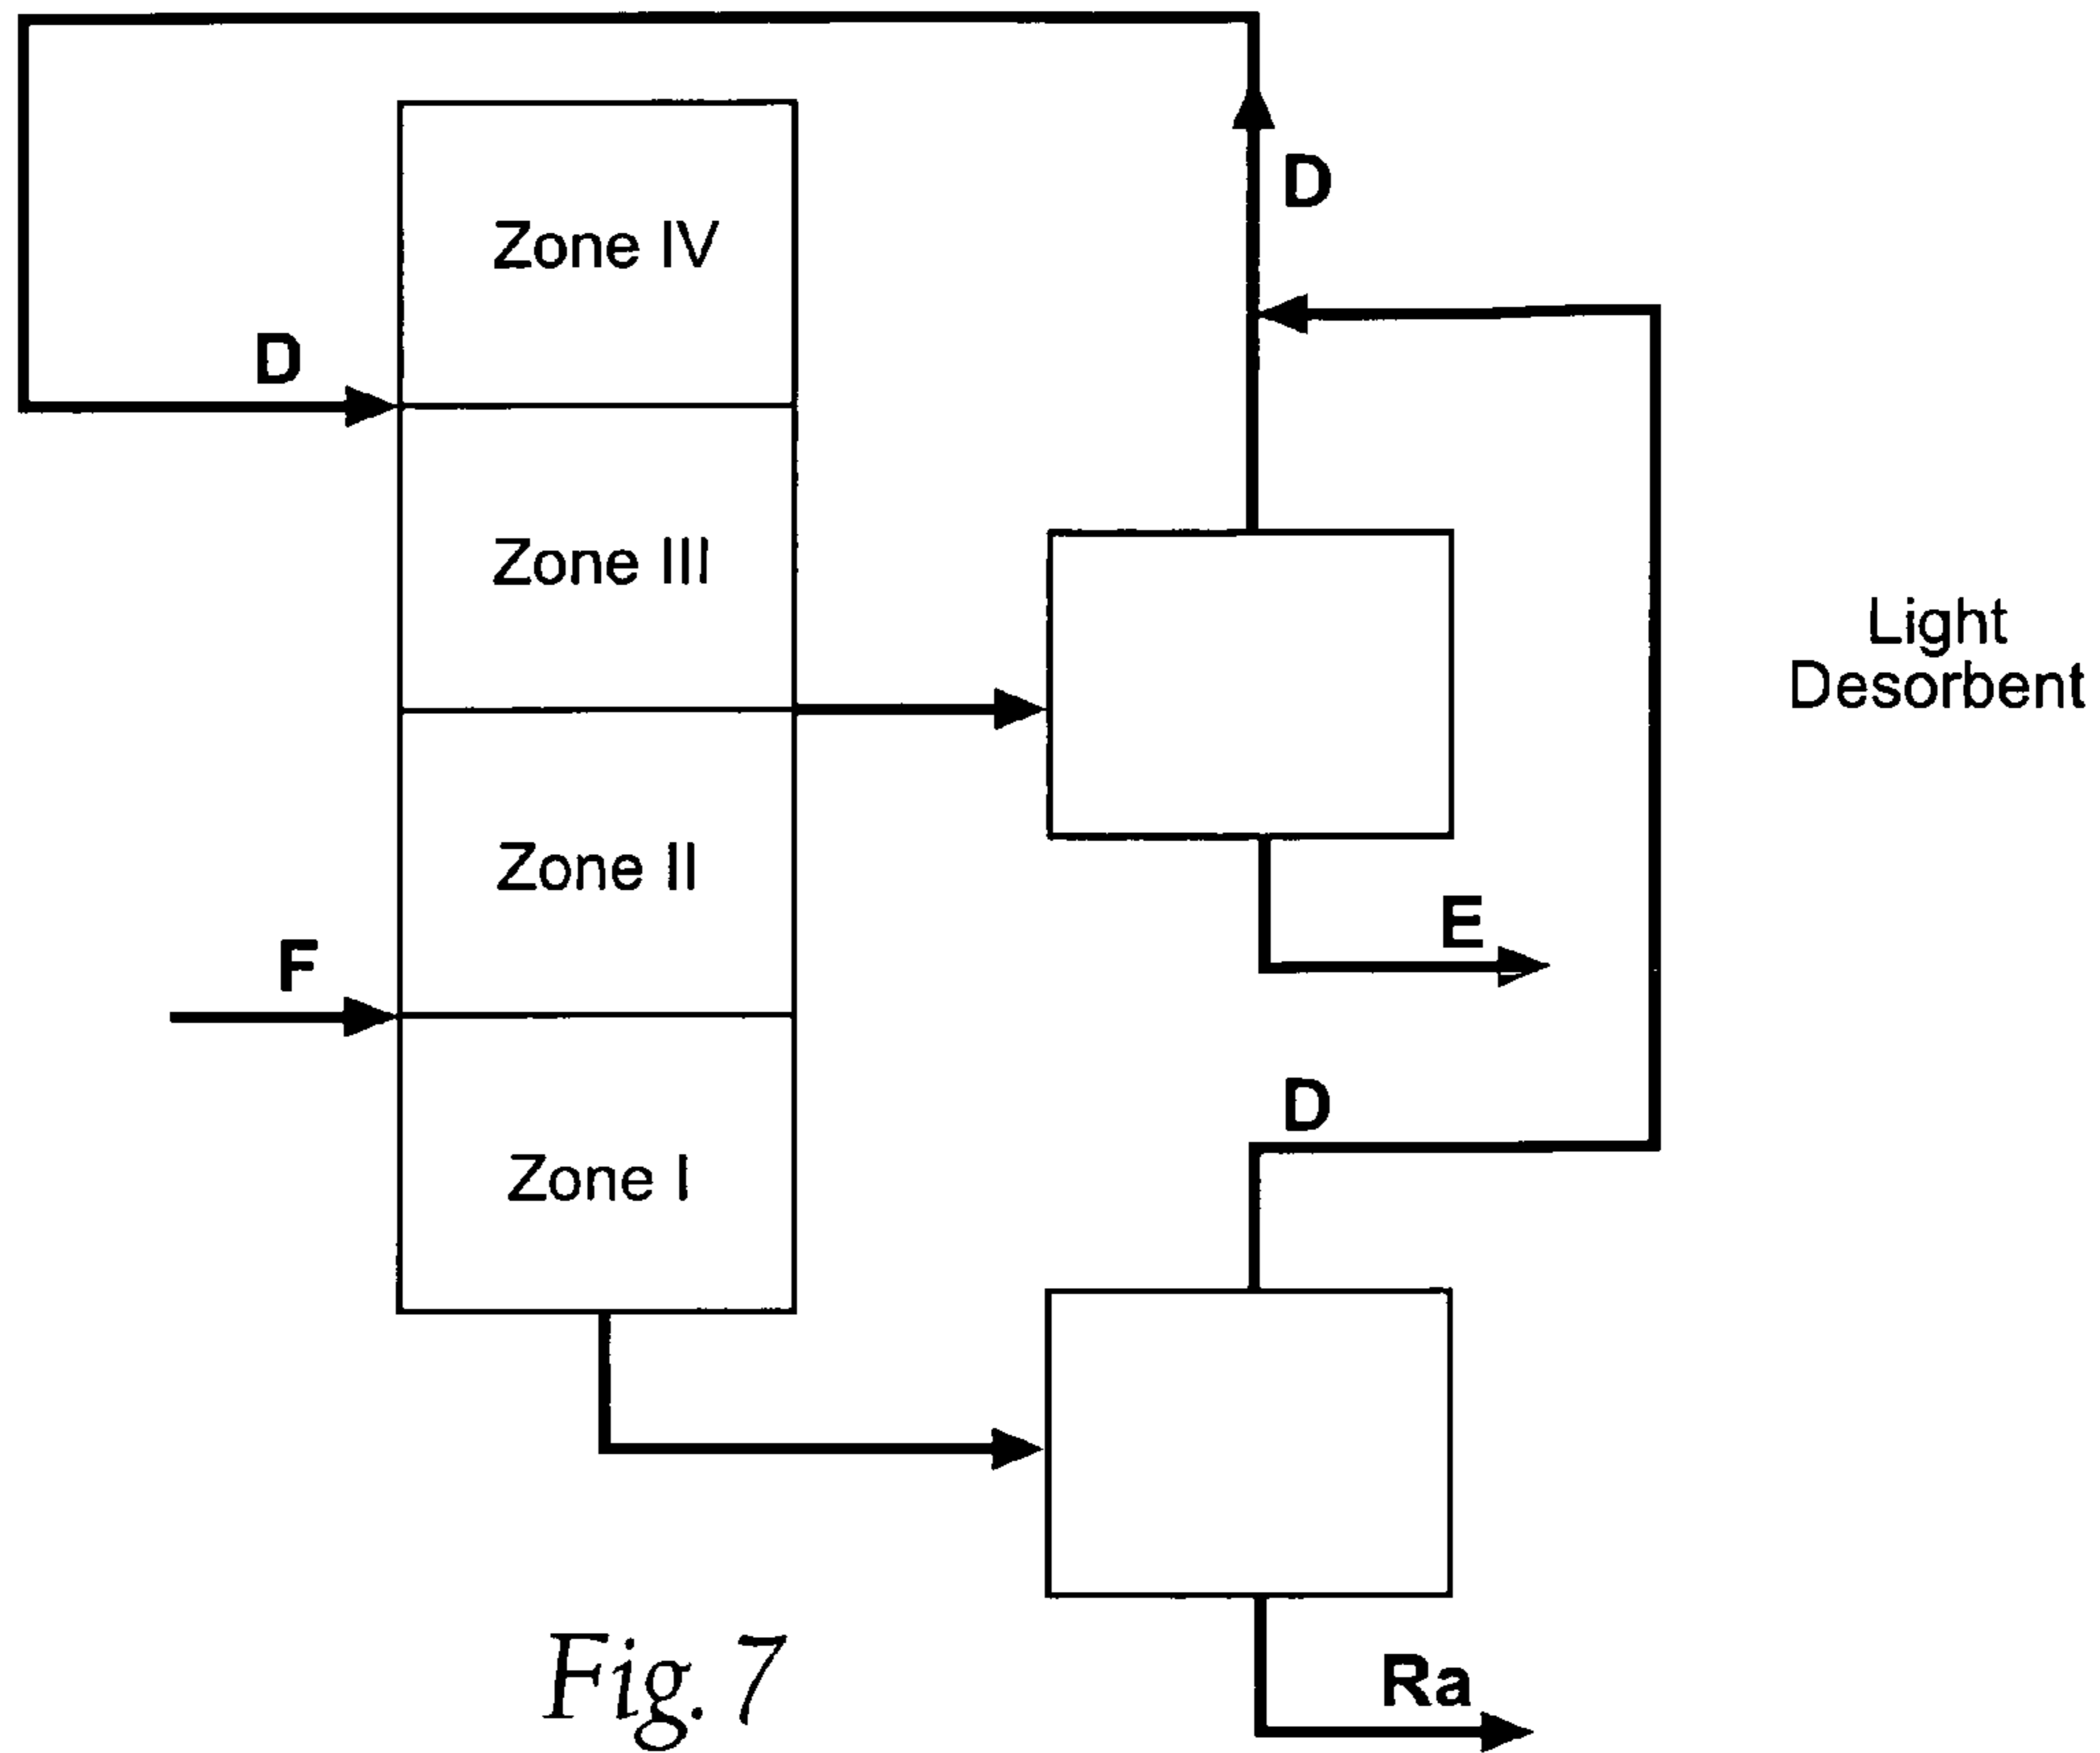 D
Zone IV
D
Zone III
Light
Desorbent
Zone II
E
F
D
Zone I
Ra
Fig. 7